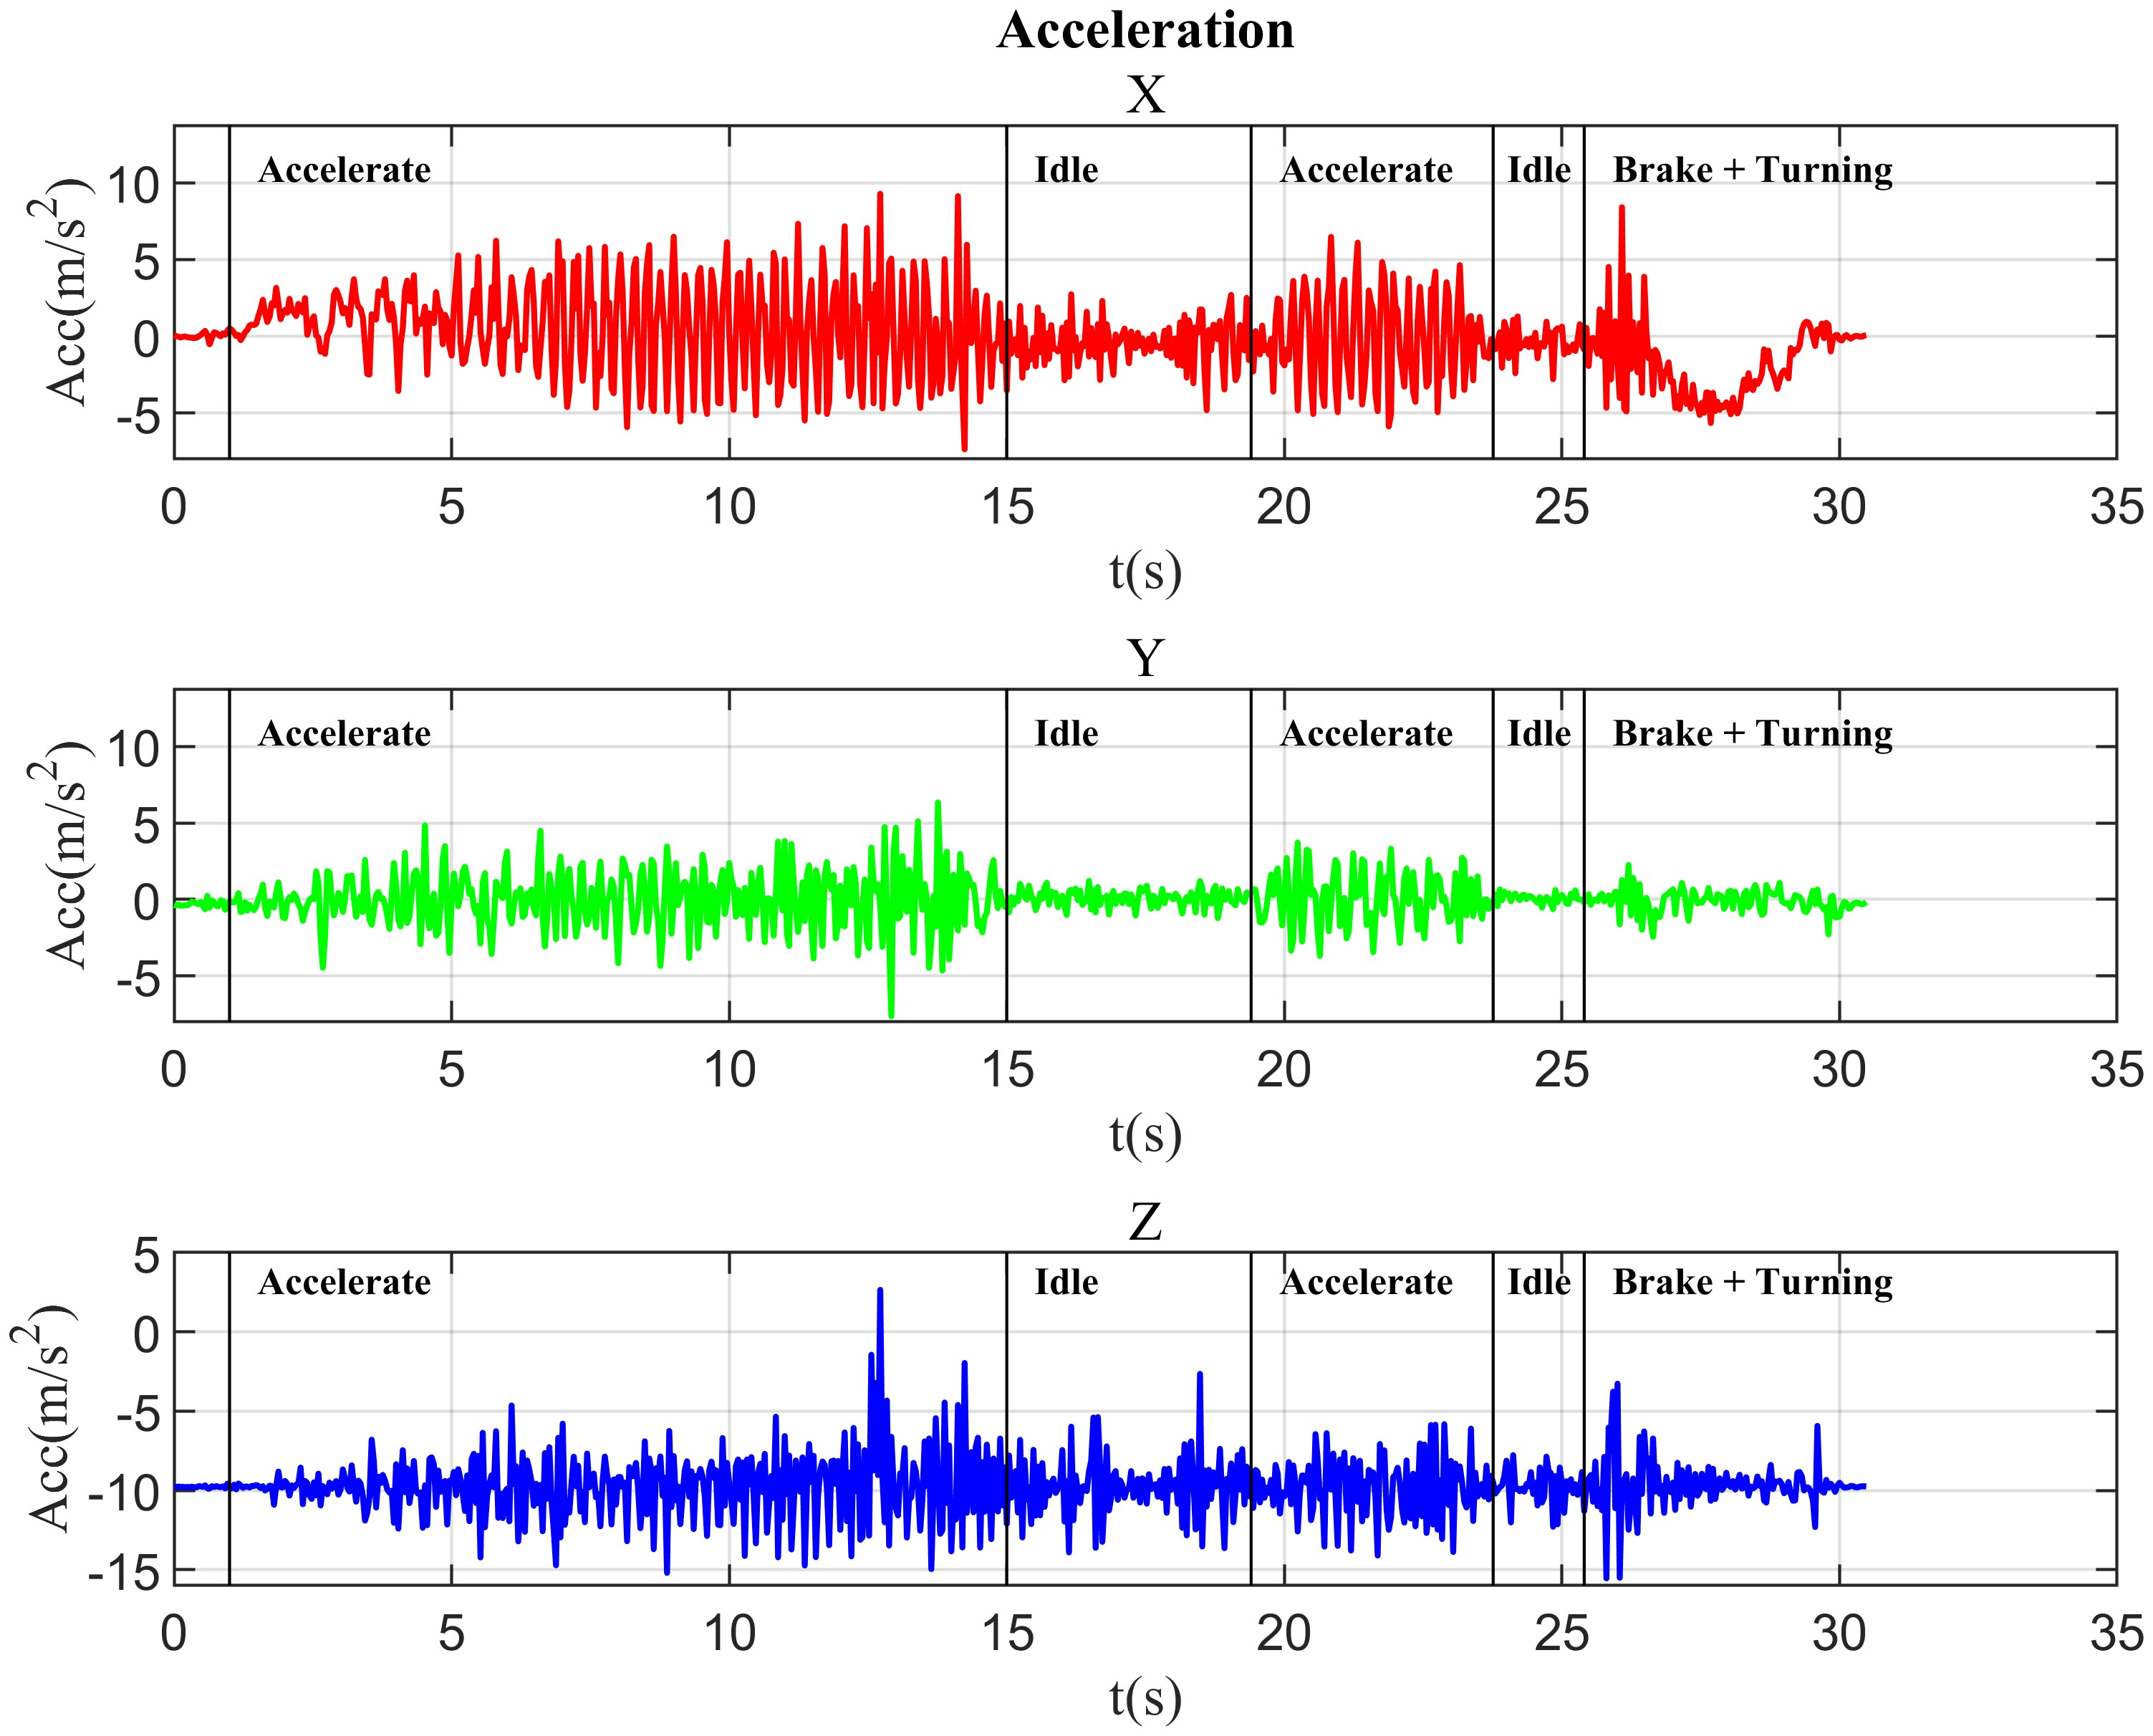 Acceleration
X
Accelerate Idle Accelerate Idle Brake + Turning
10
5
0
-5
Acc(m/s²)
0 5 10 15 20 25 30 35
t(s)
Y
Accelerate Idle Accelerate Idle Brake + Turning
10
5
0
-5
Acc(m/s²)
0 5 10 15 20 25 30 35
t(s)
Z
5
Accelerate Idle Accelerate Idle Brake + Turning
0
-5
-10
-15
Acc(m/s²)
0 5 10 15 20 25 30 35
t(s)